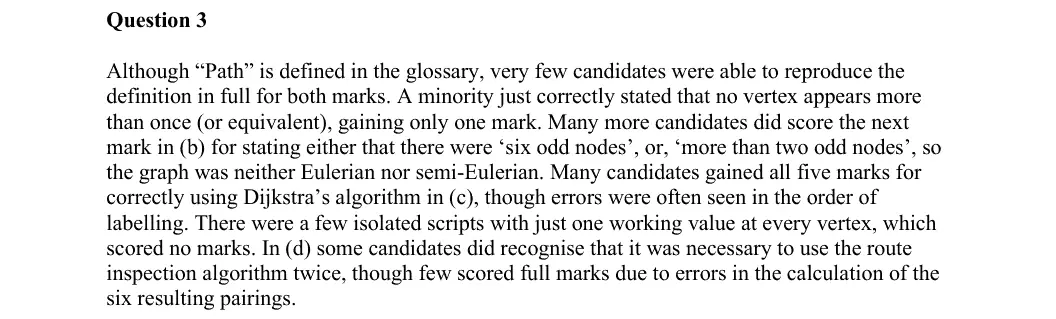 Question 3
Although “Path” is defined in the glossary, very few candidates were able to reproduce the
definition in full for both marks. A minority just correctly stated that no vertex appears more
than once (or equivalent), gaining only one mark. Many more candidates did score the next
mark in (b) for stating either that there were ‘six odd nodes’, or, ‘more than two odd nodes’, so
the graph was neither Eulerian nor semi-Eulerian. Many candidates gained all five marks for
correctly using Dijkstra’s algorithm in (c), though errors were often seen in the order of
labelling. There were a few isolated scripts with just one working value at every vertex, which
scored no marks. In (d) some candidates did recognise that it was necessary to use the route
inspection algorithm twice, though few scored full marks due to errors in the calculation of the
six resulting pairings.